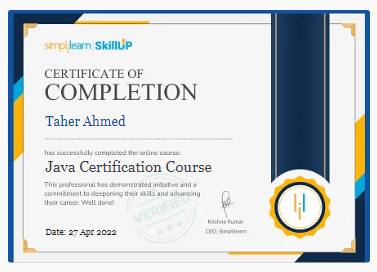 simplilearn | SkillUP
CERTIFICATE OF
COMPLETION
Taher Ahmed
has successfully completed the online course:
Java Certification Course
This professional has demonstrated initiative and a
commitment to deepening their skills and advancing
their career. Well done!
VERIFIED
Krishna Kumar
CEO, Simplilearn
Date: 27 Apr 2022